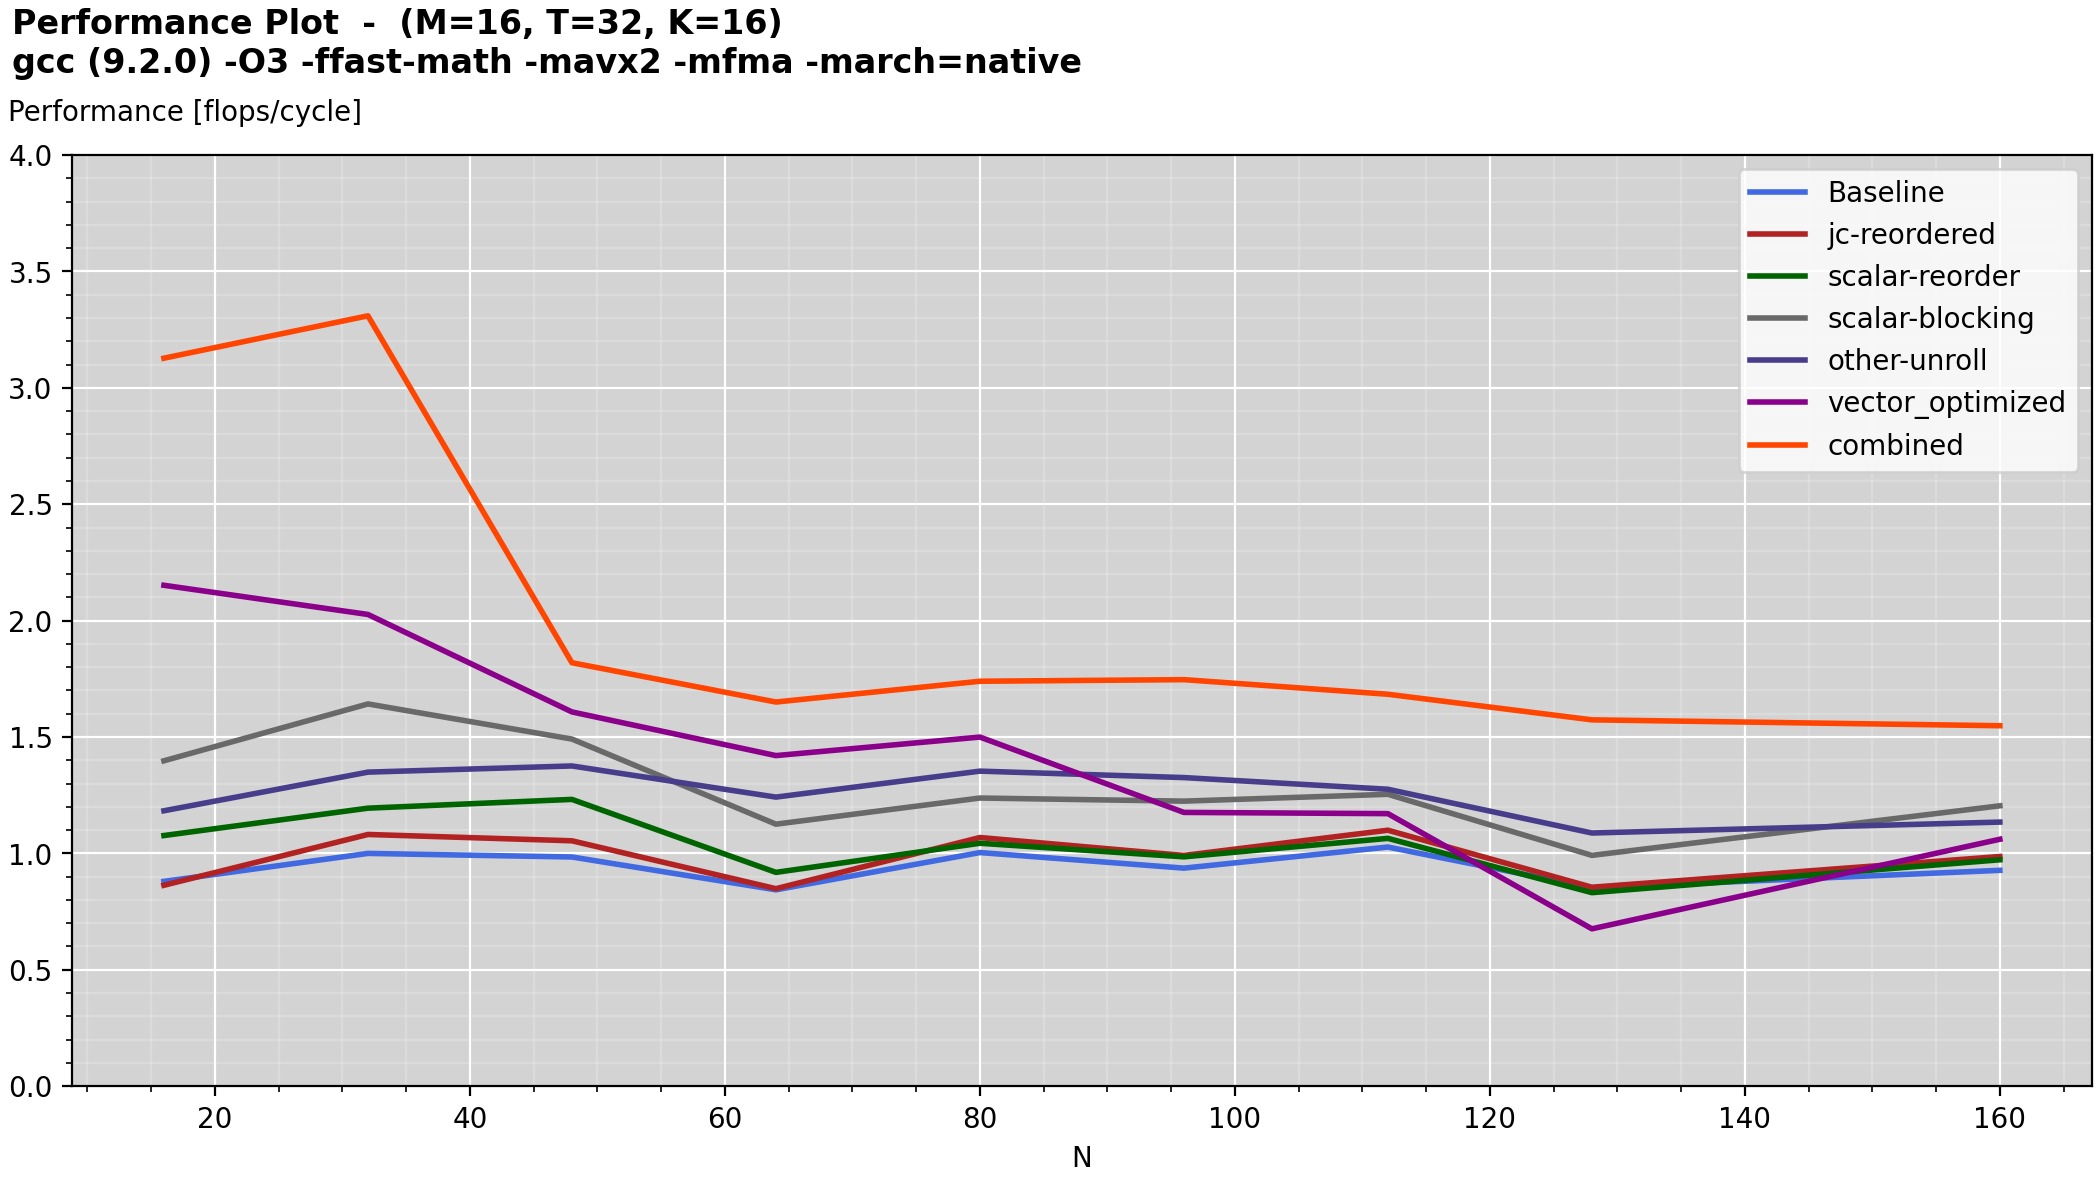 Performance Plot  -  (M=16, T=32, K=16)
gcc (9.2.0) -O3 -ffast-math -mavx2 -mfma -march=native
Performance [flops/cycle]
4.0
3.5
3.0
2.5
2.0
1.5
1.0
0.5
0.0
Baseline
jc-reordered
scalar-reorder
scalar-blocking
other-unroll
vector_optimized
combined
20 40 60 80 100 120 140 160
N